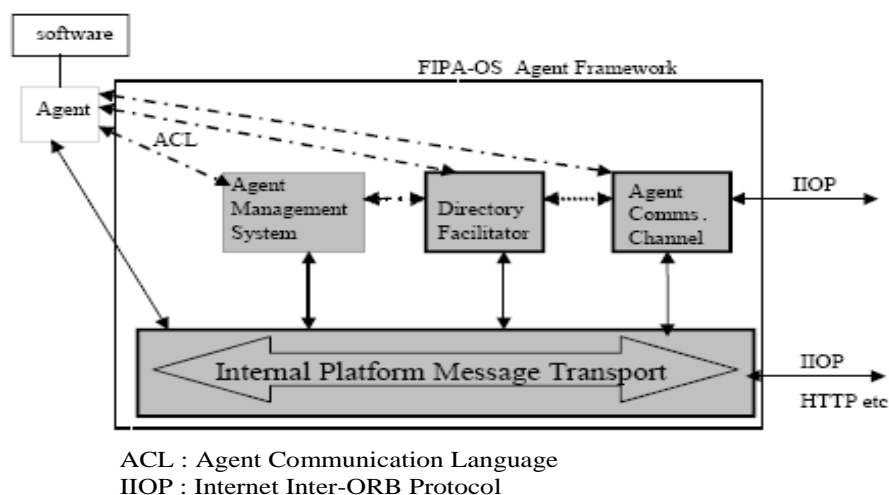 software
FIPA-OS Agent Framework
Agent
ACL
Agent
Management
System
Directory
Facilitator
Agent
Comms.
Channel
IIOP
Internal Platform Message Transport
IIOP
HTTP etc
ACL : Agent Communication Language
IIOP : Internet Inter-ORB Protocol